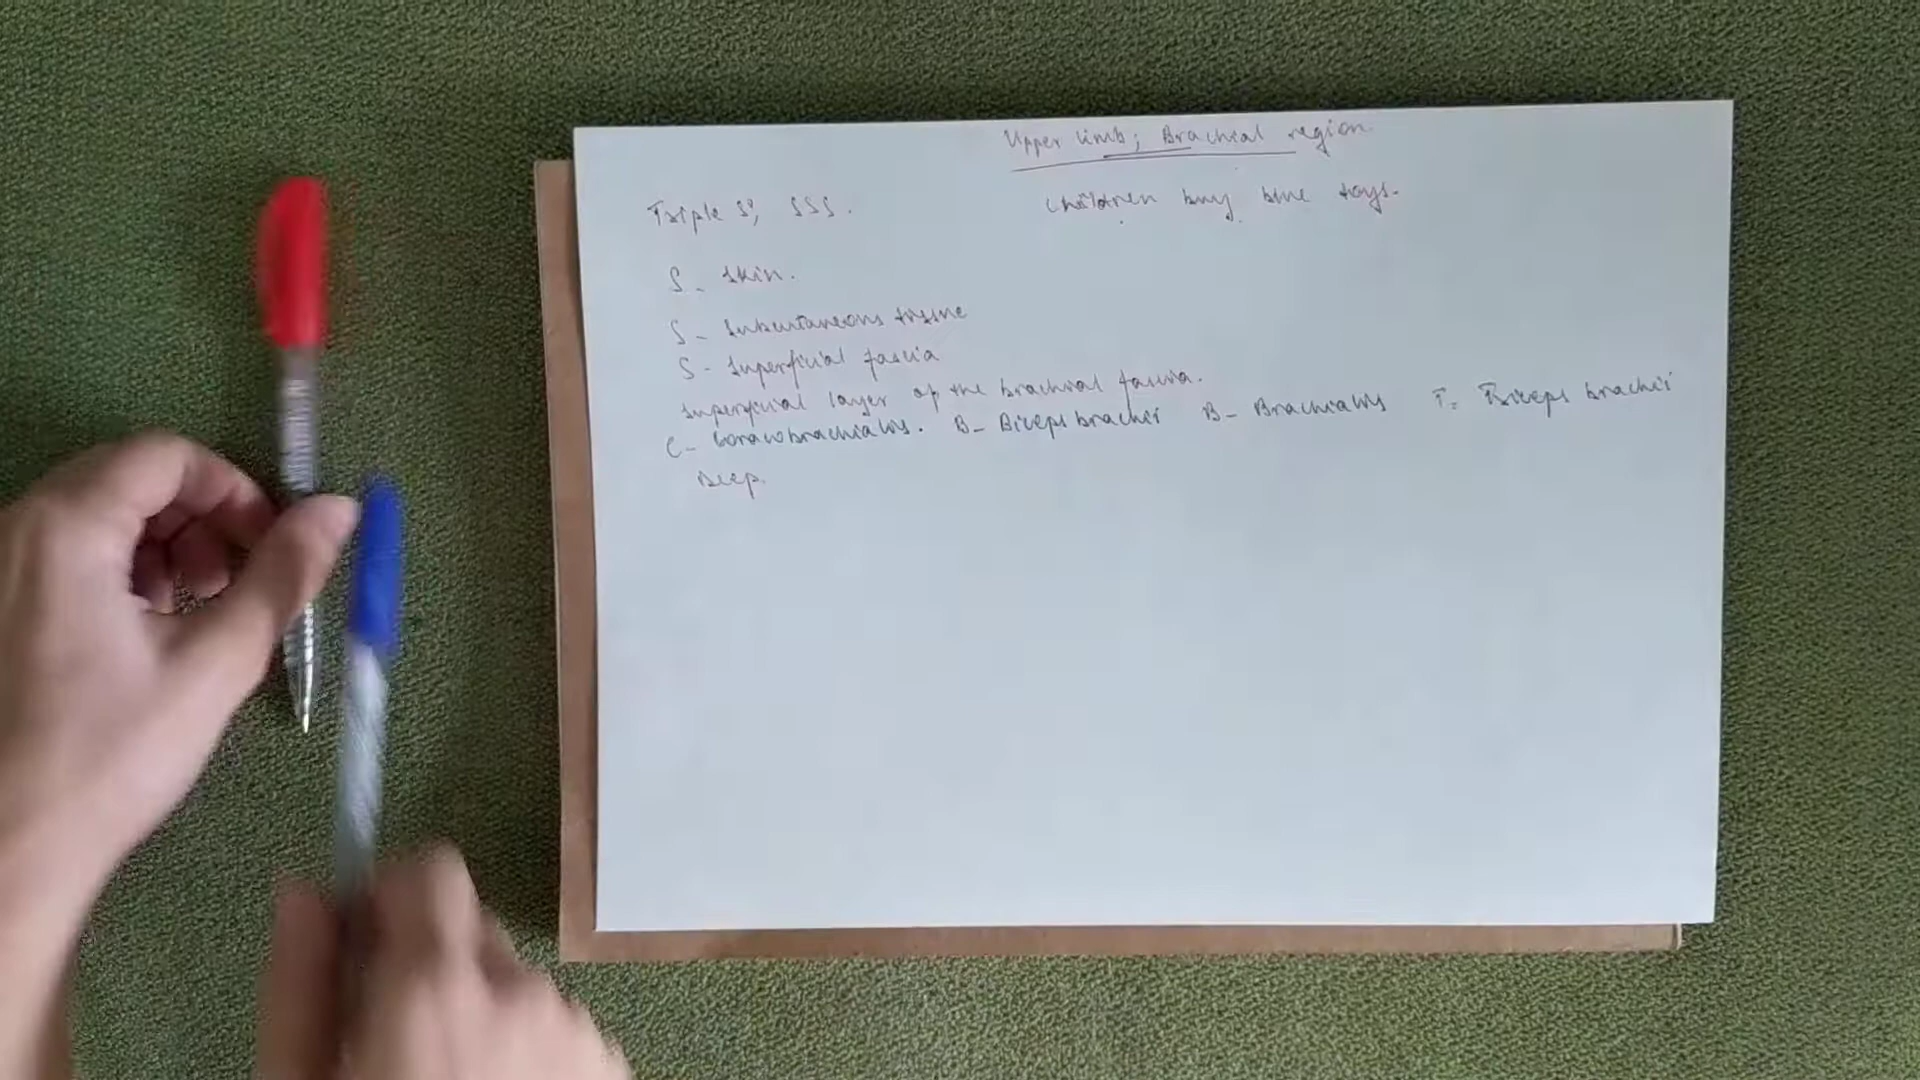 Upper limb; Brachial region.
Triple S', SSS.
children buy blue toys.
S - Skin.
S - Subcutaneous tissue
S - Superficial fascia
Superficial layer of the brachial fascia.
C - Coracobrachialis. B - Biceps brachii B - Brachialis T - Triceps brachii
Deep.